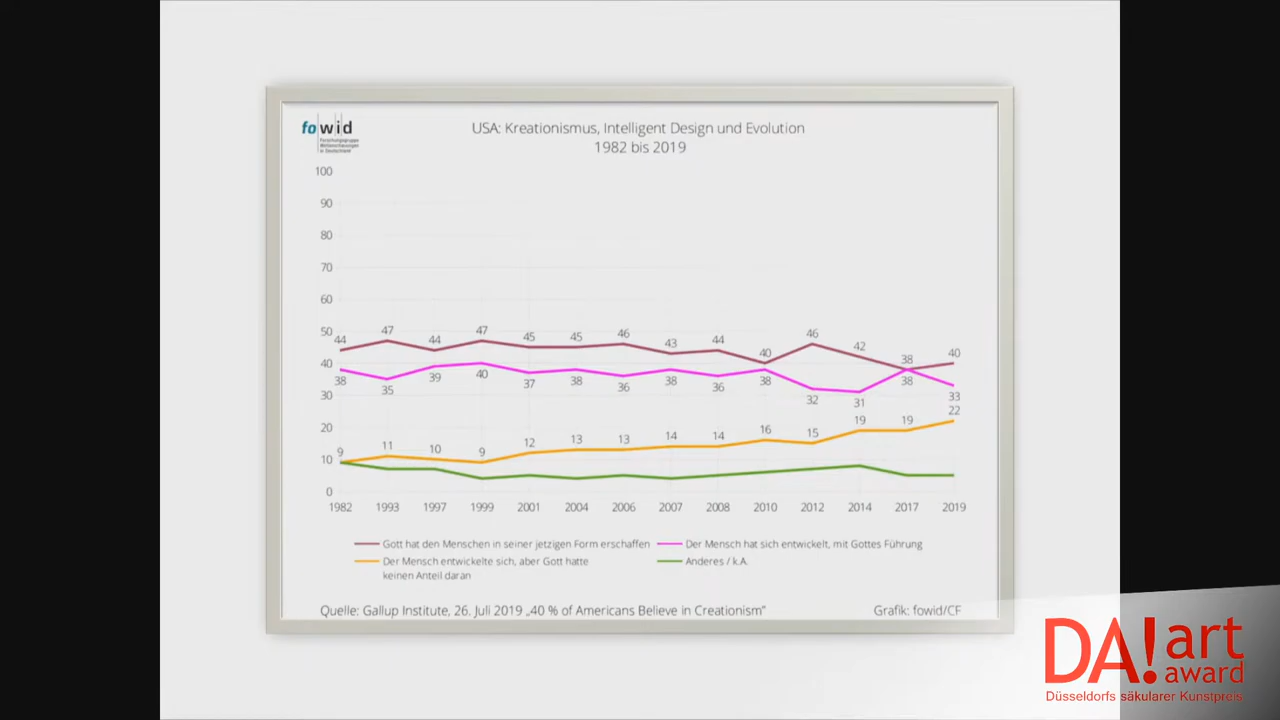 fowid
Forschungsgruppe
Weltanschauungen
in Deutschland
USA: Kreationismus, Intelligent Design und Evolution
1982 bis 2019
100
90
80
70
60
50
40
30
20
10
0
44 47 44 47 45 45 46 43 44 40 46 42 38 40
38 35 39 40 37 38 36 38 36 38 32 31 38 33
9 11 10 9 12 13 13 14 14 16 15 19 19 22
1982 1993 1997 1999 2001 2004 2006 2007 2008 2010 2012 2014 2017 2019
Gott hat den Menschen in seiner jetzigen Form erschaffen
Der Mensch hat sich entwickelt, mit Gottes Führung
Der Mensch entwickelte sich, aber Gott hatte
keinen Anteil daran
Anderes / k.A.
Quelle: Gallup Institute, 26. Juli 2019 „40 % of Americans Believe in Creationism“
Grafik: fowid/CF
DA! art
award
Düsseldorfs säkularer Kunstpreis